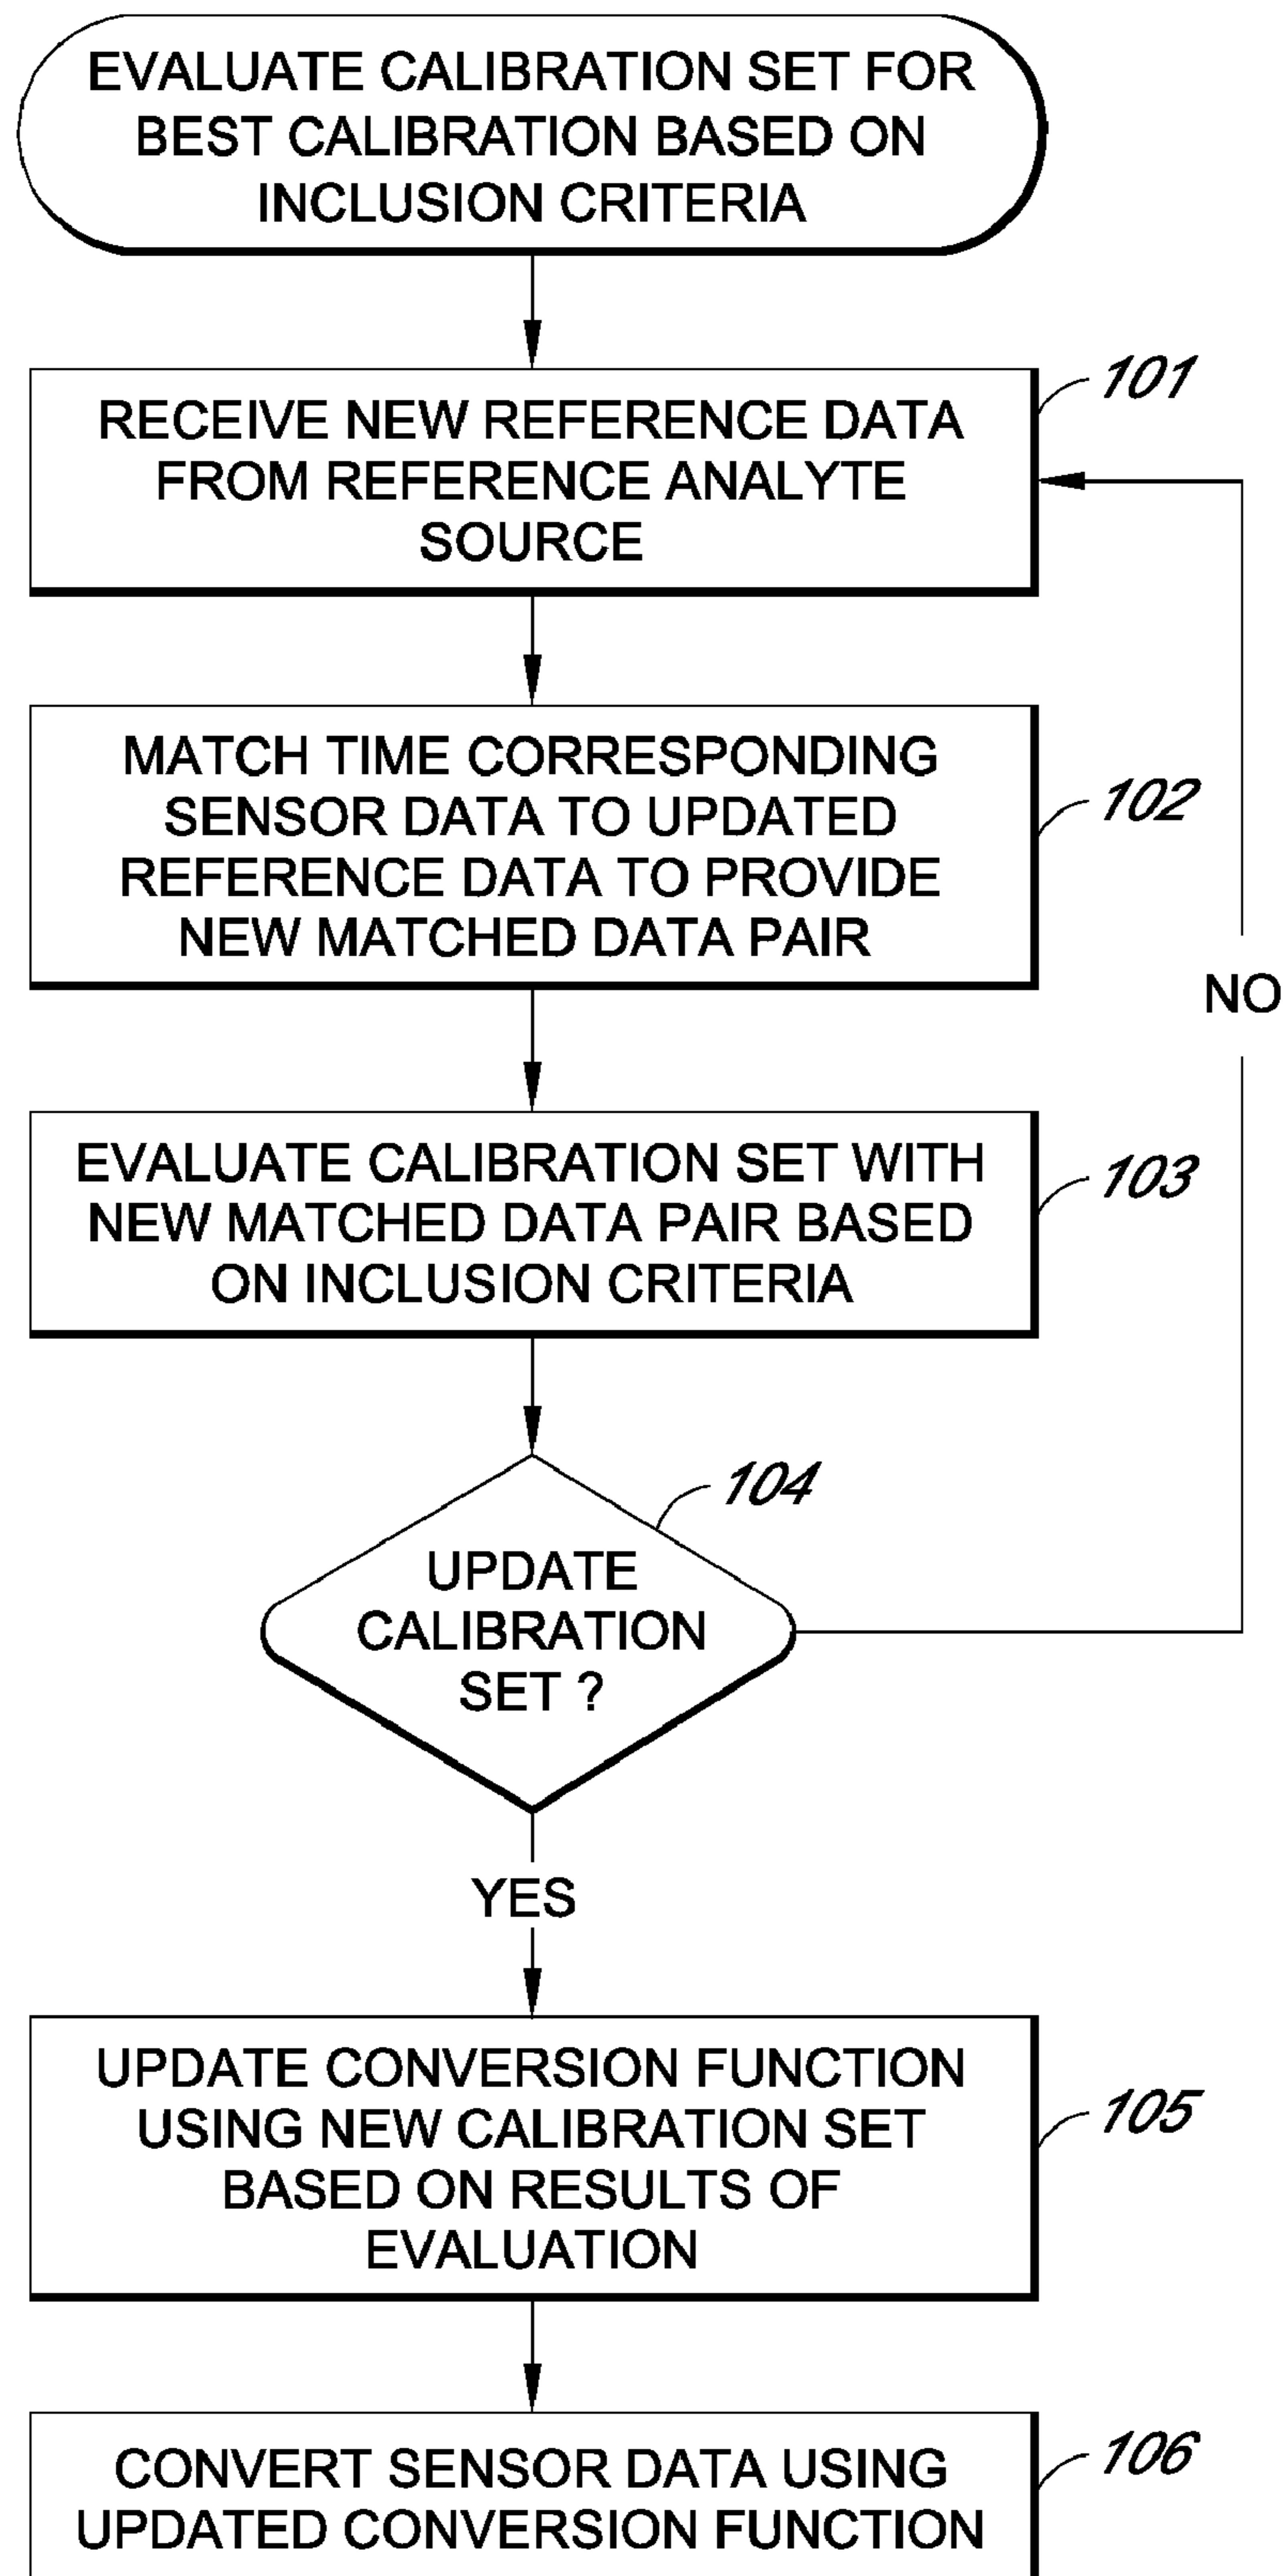 EVALUATE CALIBRATION SET FOR
BEST CALIBRATION BASED ON
INCLUSION CRITERIA
101
RECEIVE NEW REFERENCE DATA
FROM REFERENCE ANALYTE
SOURCE
102
MATCH TIME CORRESPONDING
SENSOR DATA TO UPDATED
REFERENCE DATA TO PROVIDE
NEW MATCHED DATA PAIR
NO
103
EVALUATE CALIBRATION SET WITH
NEW MATCHED DATA PAIR BASED
ON INCLUSION CRITERIA
104
UPDATE
CALIBRATION
SET ?
YES
105
UPDATE CONVERSION FUNCTION
USING NEW CALIBRATION SET
BASED ON RESULTS OF
EVALUATION
106
CONVERT SENSOR DATA USING
UPDATED CONVERSION FUNCTION